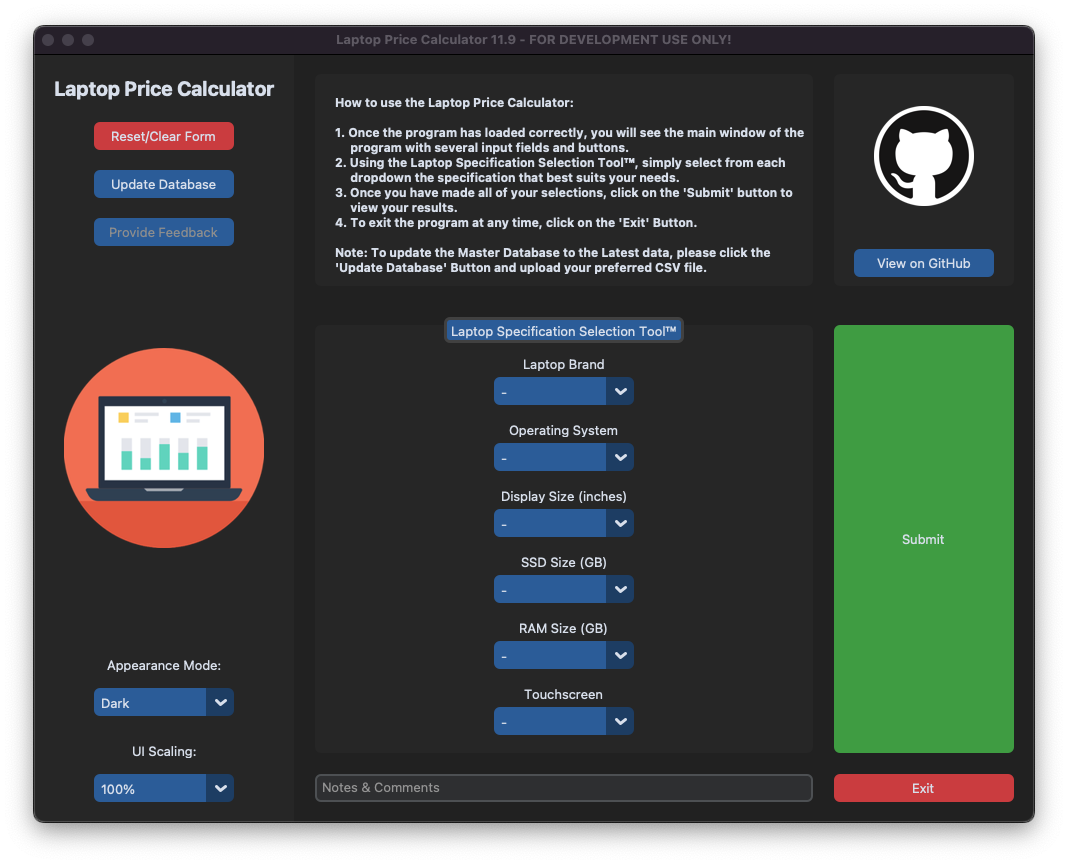 Laptop Price Calculator 11.9 - FOR DEVELOPMENT USE ONLY!
Laptop Price Calculator
Reset/Clear Form
Update Database
Provide Feedback
How to use the Laptop Price Calculator:
1. Once the program has loaded correctly, you will see the main window of the
program with several input fields and buttons.
2. Using the Laptop Specification Selection Tool™, simply select from each
dropdown the specification that best suits your needs.
3. Once you have made all of your selections, click on the 'Submit' button to
view your results.
4. To exit the program at any time, click on the 'Exit' Button.
Note: To update the Master Database to the Latest data, please click the
'Update Database' Button and upload your preferred CSV file.
View on GitHub
Laptop Specification Selection Tool™
Laptop Brand
-
Operating System
-
Display Size (inches)
-
SSD Size (GB)
-
RAM Size (GB)
-
Touchscreen
-
Submit
Appearance Mode:
Dark
UI Scaling:
100%
Notes & Comments
Exit